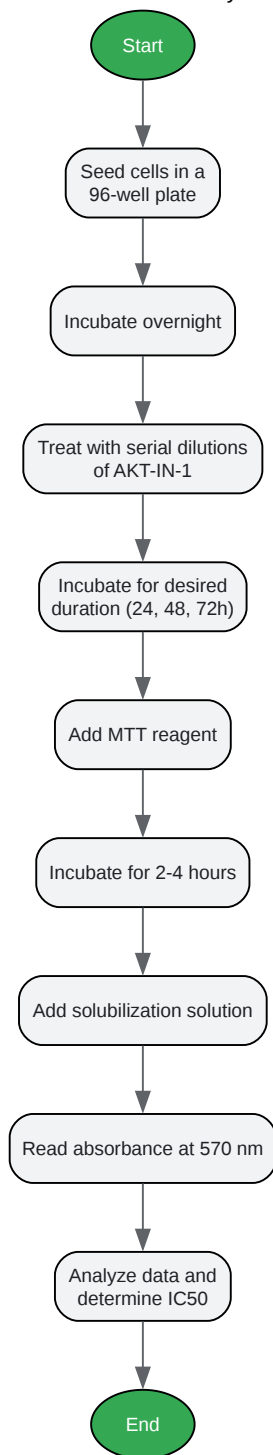 Start
Seed cells in a
96-well plate
Incubate overnight
Treat with serial dilutions
of AKT-IN-1
Incubate for desired
duration (24, 48, 72h)
Add MTT reagent
Incubate for 2-4 hours
Add solubilization solution
Read absorbance at 570 nm
Analyze data and
determine IC50
End